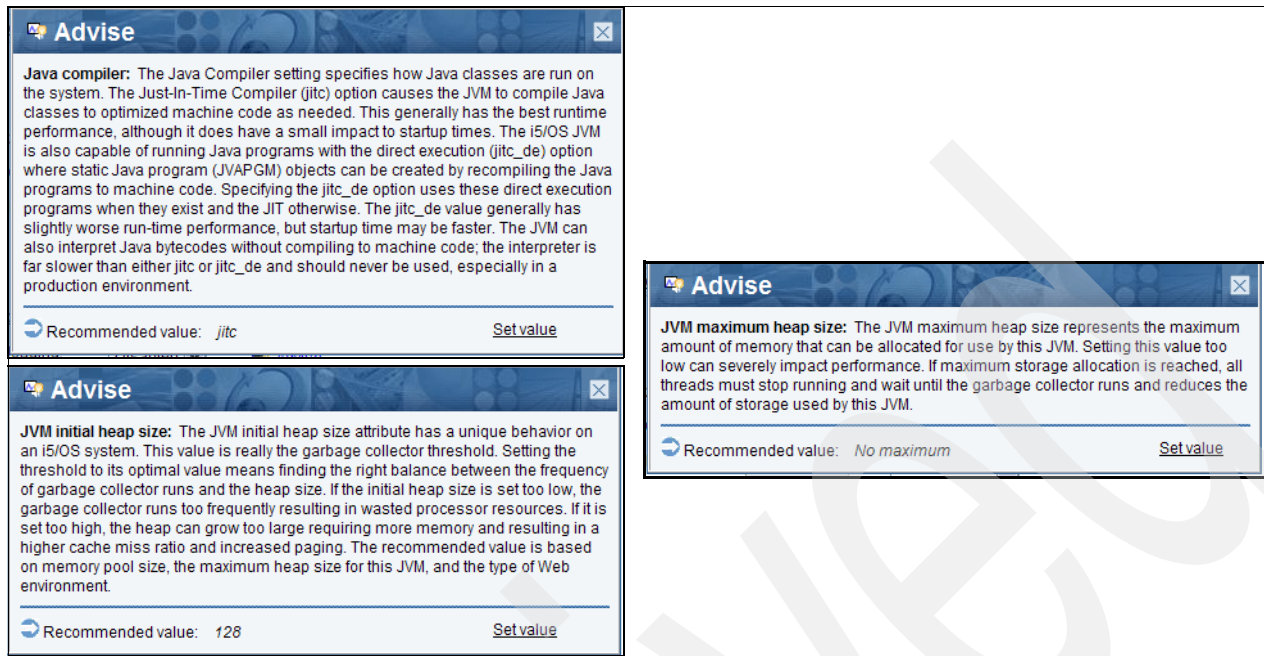 Advise
Java compiler: The Java Compiler setting specifies how Java classes are run on
the system. The Just-In-Time Compiler (jitc) option causes the JVM to compile Java
classes to optimized machine code as needed. This generally has the best runtime
performance, although it does have a small impact to startup times. The i5/OS JVM
is also capable of running Java programs with the direct execution (jitc_de) option
where static Java program (JVAPGM) objects can be created by recompiling the Java
programs to machine code. Specifying the jitc_de option uses these direct execution
programs when they exist and the JIT otherwise. The jitc_de value generally has
slightly worse run-time performance, but startup time may be faster. The JVM can
also interpret Java bytecodes without compiling to machine code; the interpreter is
far slower than either jitc or jitc_de and should never be used, especially in a
production environment.
Recommended value: jitc Set value
Advise
JVM initial heap size: The JVM initial heap size attribute has a unique behavior on
an i5/OS system. This value is really the garbage collector threshold. Setting the
threshold to its optimal value means finding the right balance between the frequency
of garbage collector runs and the heap size. If the initial heap size is set too low, the
garbage collector runs too frequently resulting in wasted processor resources. If it is
set too high, the heap can grow too large requiring more memory and resulting in a
higher cache miss ratio and increased paging. The recommended value is based
on memory pool size, the maximum heap size for this JVM, and the type of Web
environment.
Recommended value: 128 Set value
Advise
JVM maximum heap size: The JVM maximum heap size represents the maximum
amount of memory that can be allocated for use by this JVM. Setting this value too
low can severely impact performance. If maximum storage allocation is reached, all
threads must stop running and wait until the garbage collector runs and reduces the
amount of storage used by this JVM.
Recommended value: No maximum Set value